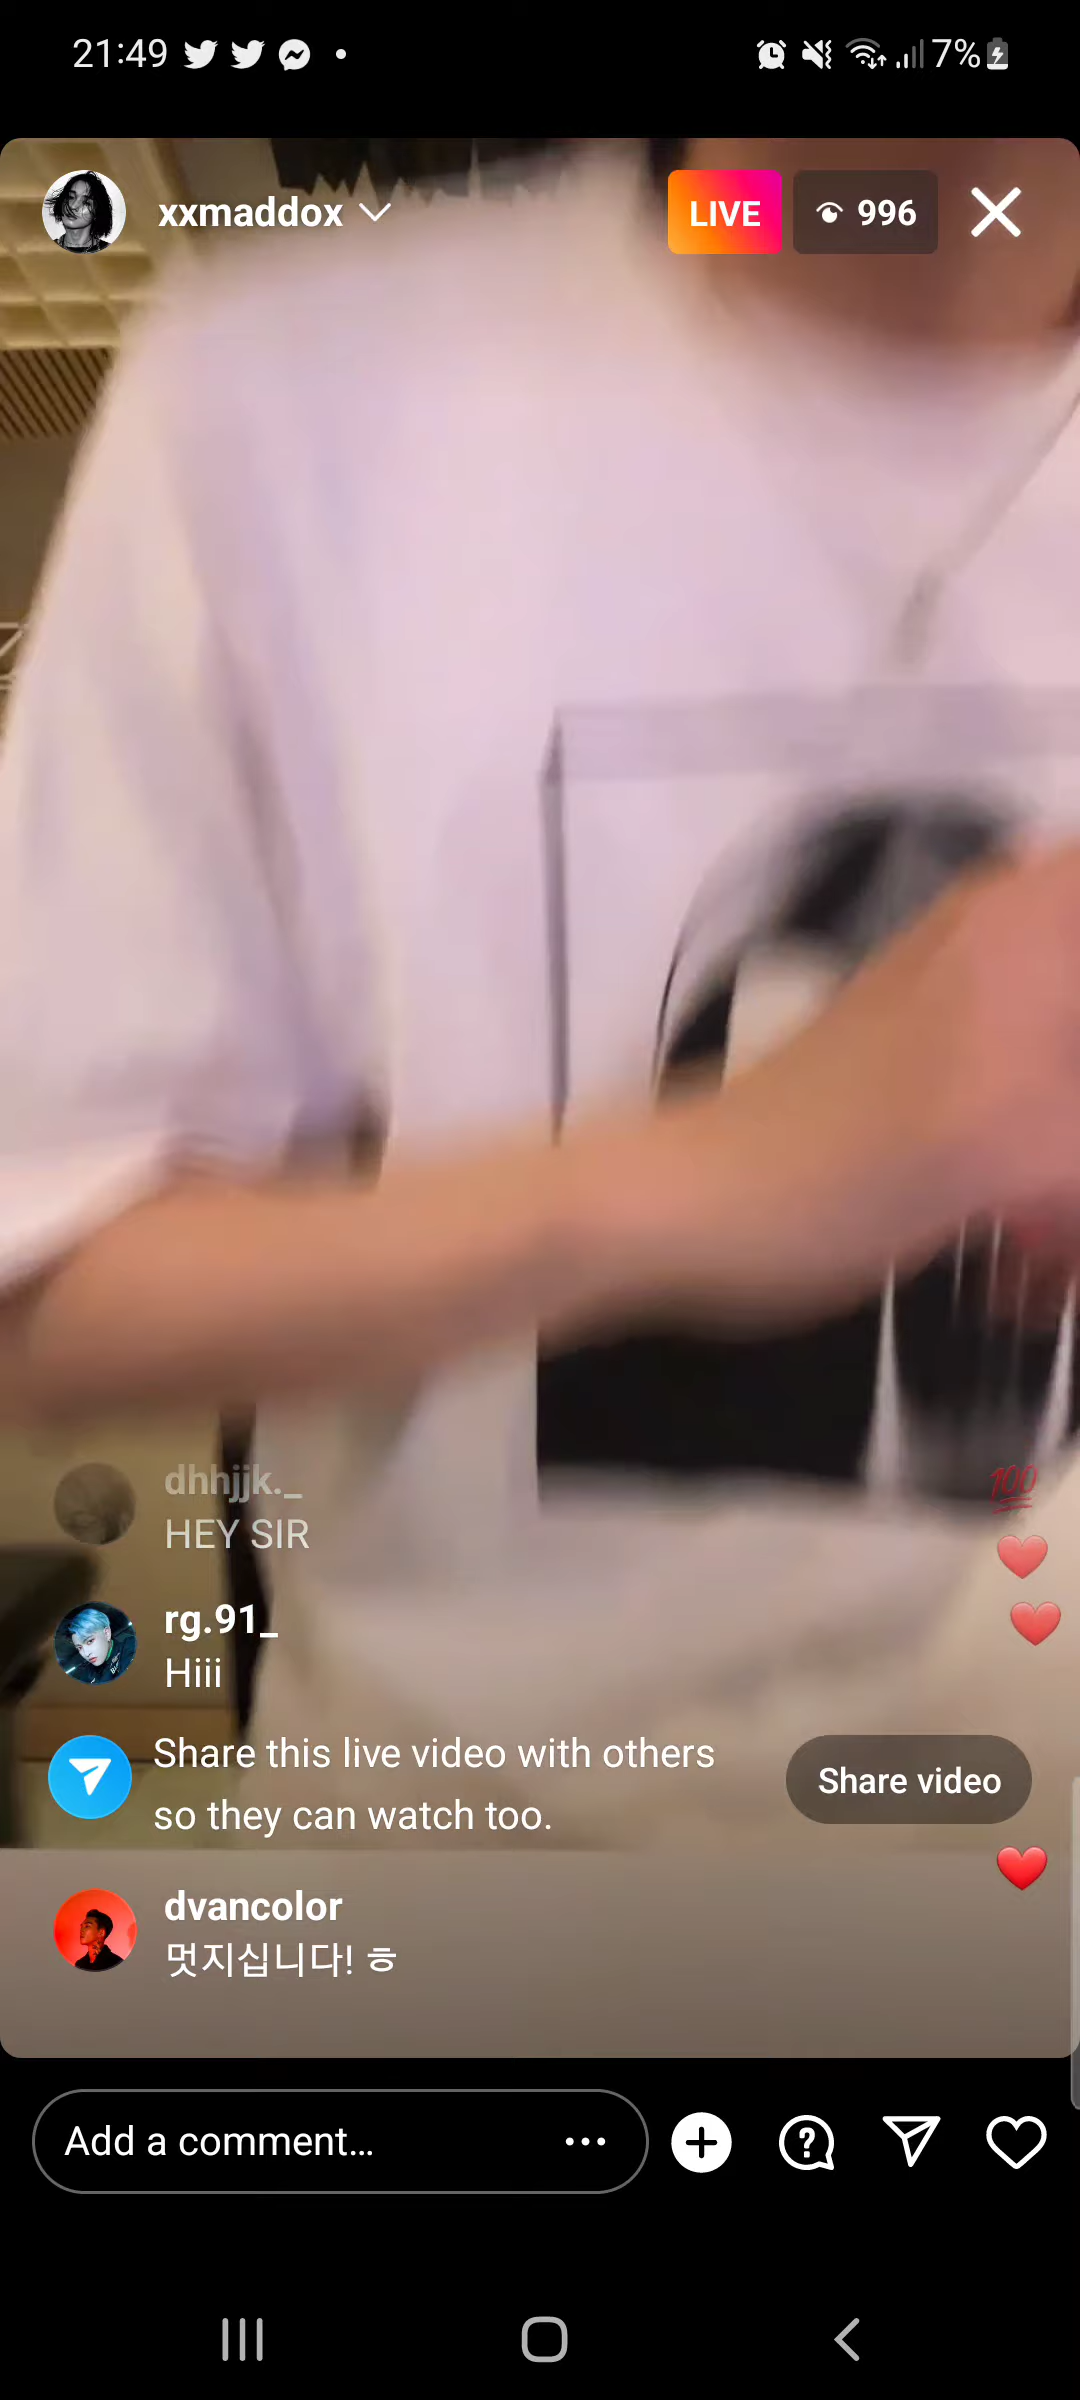 21:49
7%
xxmaddox
LIVE
996
dhhjjk._
HEY SIR
100
rg.91_
Hiii
Share this live video with others
so they can watch too.
Share video
dvancolor
멋지십니다! ㅎ
Add a comment...